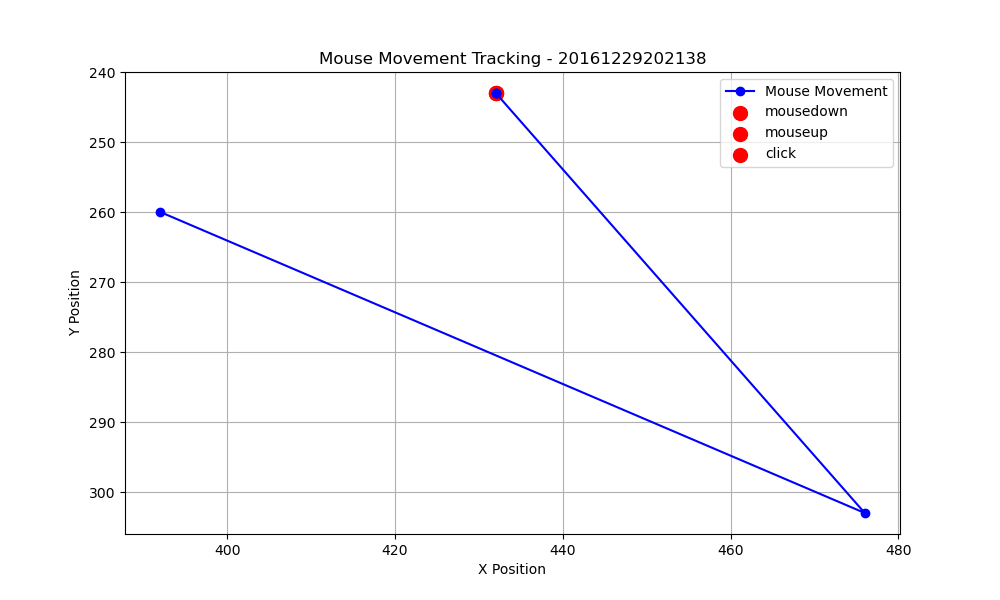 Mouse Movement Tracking - 20161229202138
240
250
260
270
280
290
300
Y Position
Mouse Movement
mousedown
mouseup
click
400
420
440
460
480
X Position